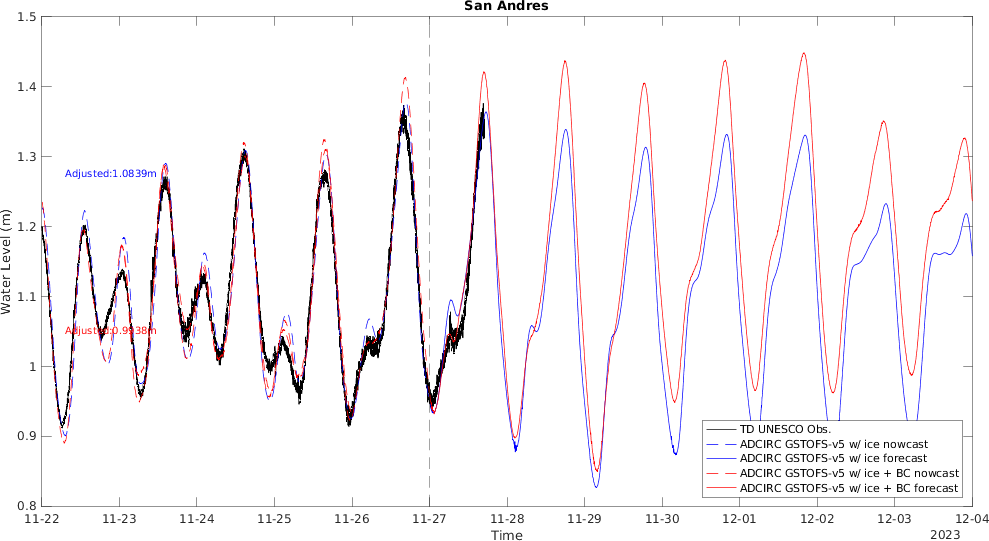 San Andres
1.5
1.4
1.3
1.2
1.1
1
0.9
0.8
Water Level (m)
Adjusted:1.0839m
Adjusted:0.9938m
TD UNESCO Obs.
ADCIRC GSTOFS-v5 w/ ice nowcast
ADCIRC GSTOFS-v5 w/ ice forecast
ADCIRC GSTOFS-v5 w/ ice + BC nowcast
ADCIRC GSTOFS-v5 w/ ice + BC forecast
11-22 11-23 11-24 11-25 11-26 11-27 11-28 11-29 11-30 12-01 12-02 12-03 12-04
Time
2023